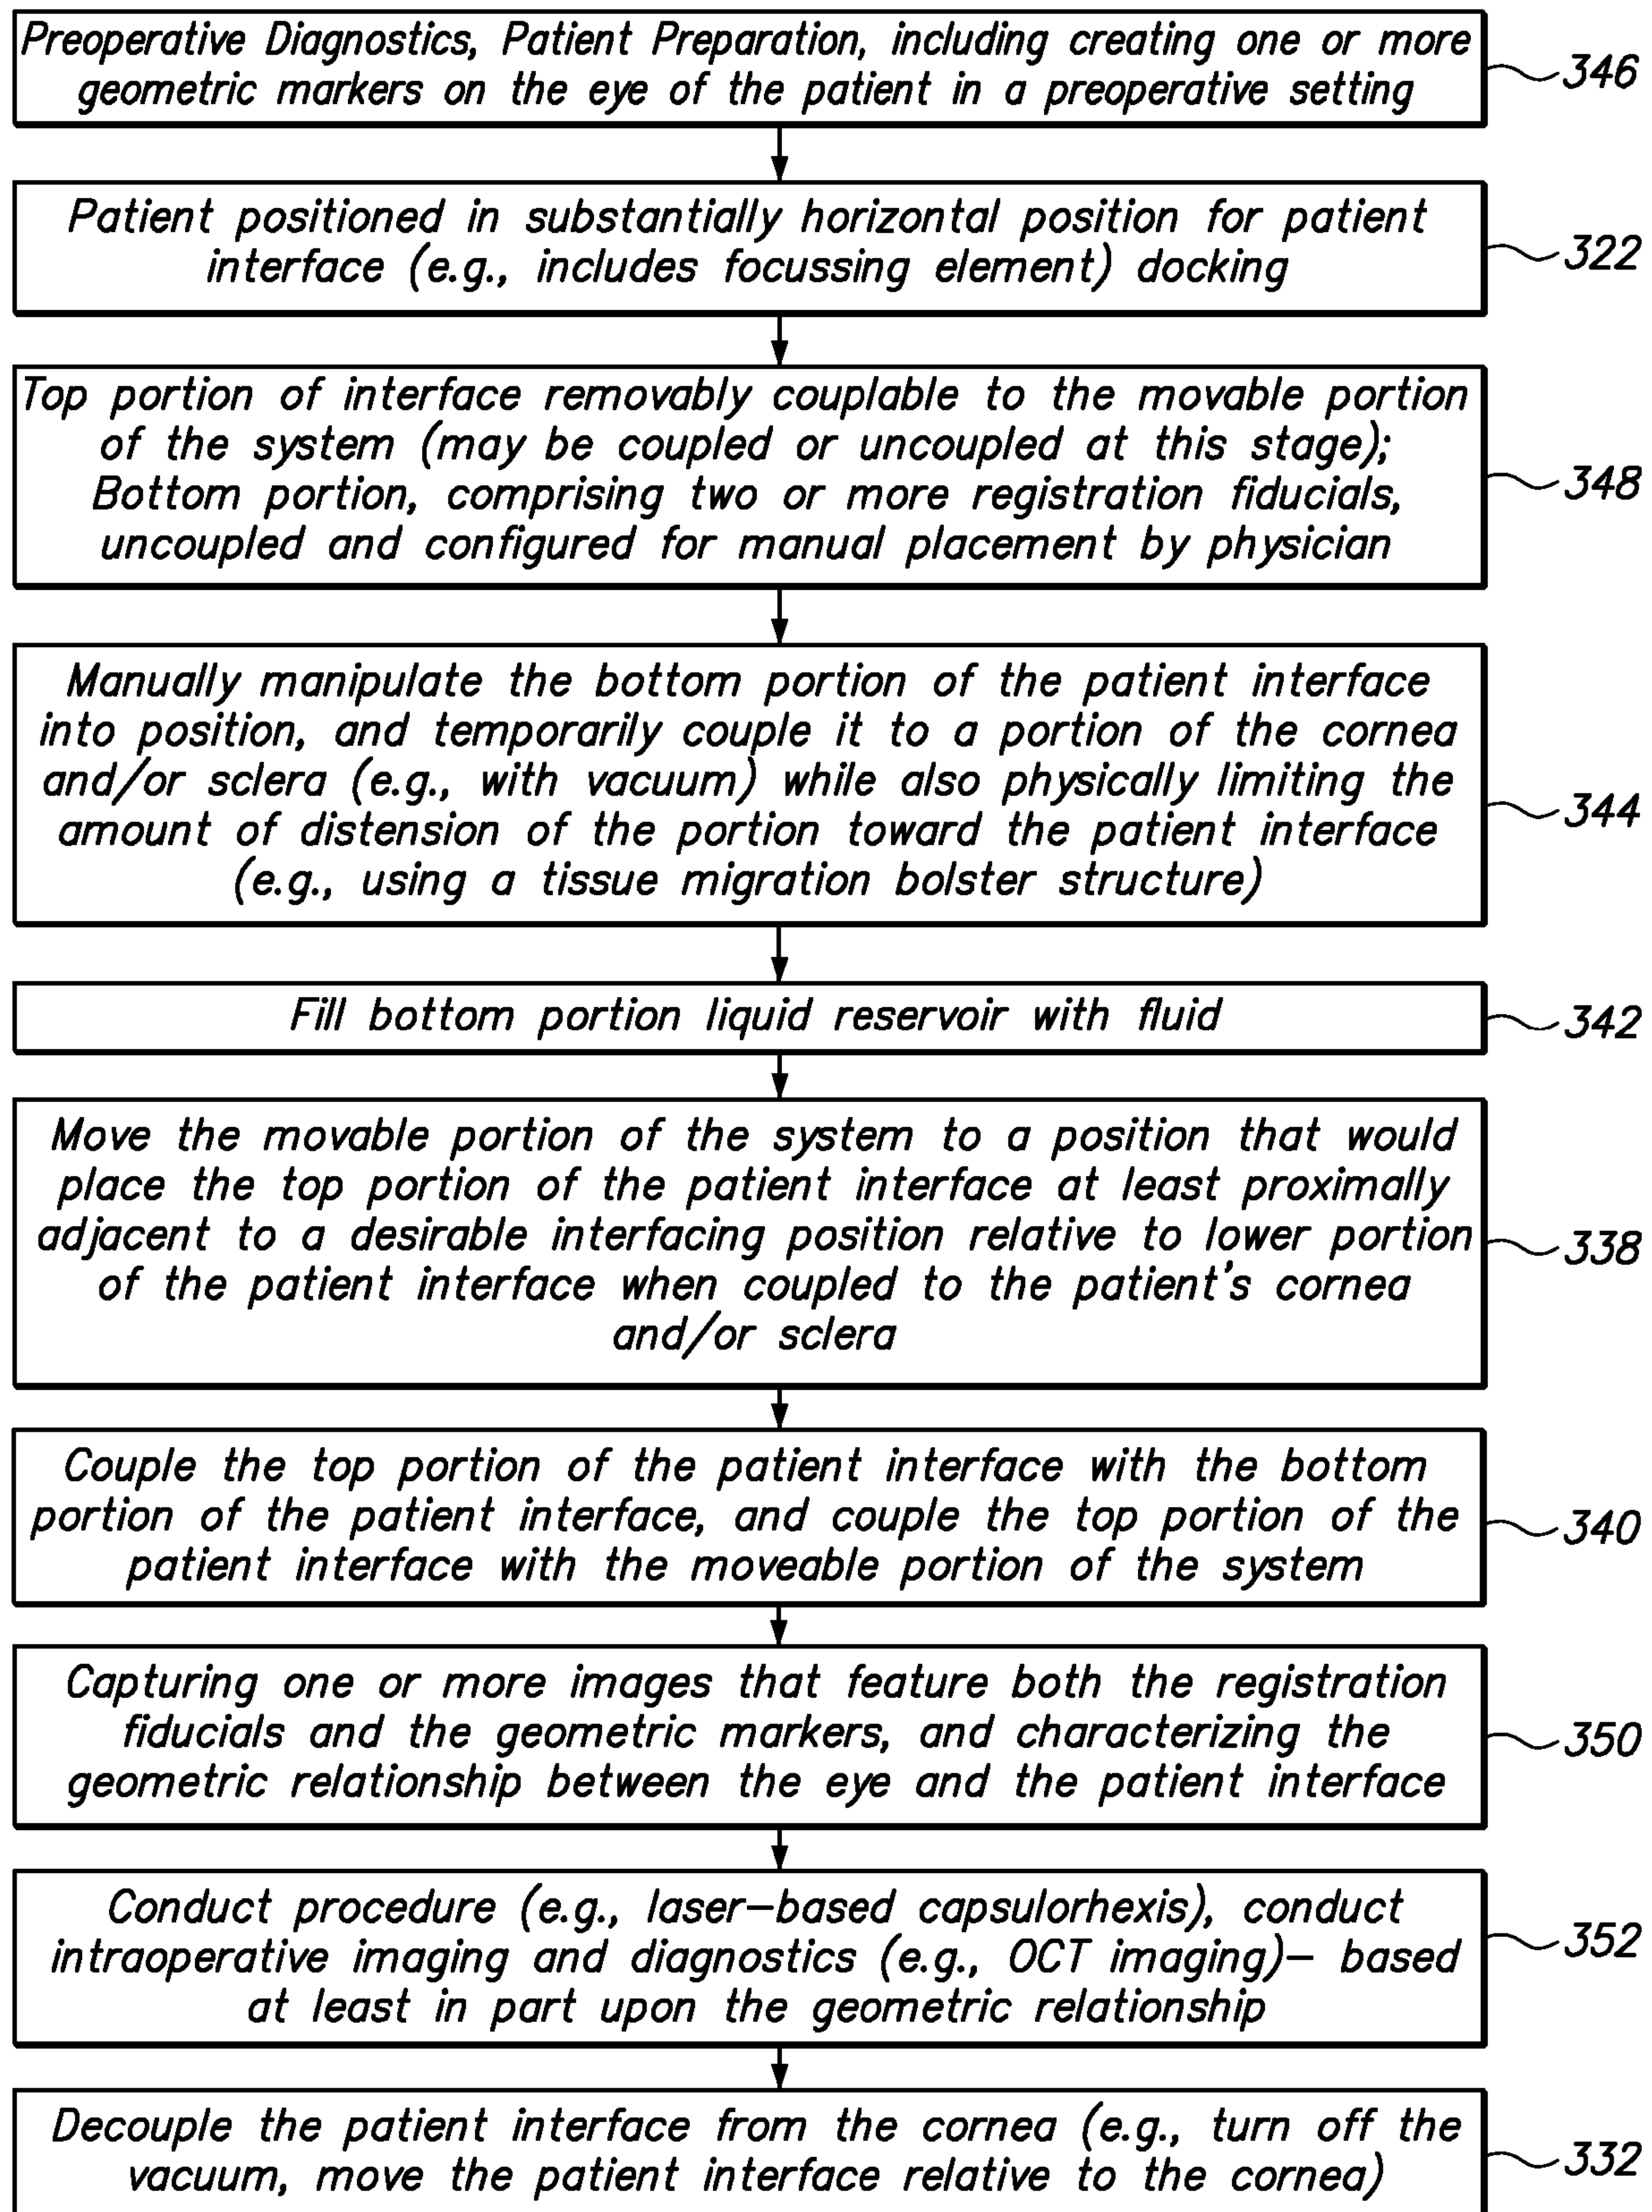 Preoperative Diagnostics, Patient Preparation, including creating one or more
geometric markers on the eye of the patient in a preoperative setting
346
Patient positioned in substantially horizontal position for patient
interface (e.g., includes focussing element) docking
322
Top portion of interface removably couplable to the movable portion
of the system (may be coupled or uncoupled at this stage);
Bottom portion, comprising two or more registration fiducials,
uncoupled and configured for manual placement by physician
348
Manually manipulate the bottom portion of the patient interface
into position, and temporarily couple it to a portion of the cornea
and/or sclera (e.g., with vacuum) while also physically limiting the
amount of distension of the portion toward the patient interface
(e.g., using a tissue migration bolster structure)
344
Fill bottom portion liquid reservoir with fluid
342
Move the movable portion of the system to a position that would
place the top portion of the patient interface at least proximally
adjacent to a desirable interfacing position relative to lower portion
of the patient interface when coupled to the patient's cornea
and/or sclera
338
Couple the top portion of the patient interface with the bottom
portion of the patient interface, and couple the top portion of the
patient interface with the moveable portion of the system
340
Capturing one or more images that feature both the registration
fiducials and the geometric markers, and characterizing the
geometric relationship between the eye and the patient interface
350
Conduct procedure (e.g., laser-based capsulorhexis), conduct
intraoperative imaging and diagnostics (e.g., OCT imaging)- based
at least in part upon the geometric relationship
352
Decouple the patient interface from the cornea (e.g., turn off the
vacuum, move the patient interface relative to the cornea)
332